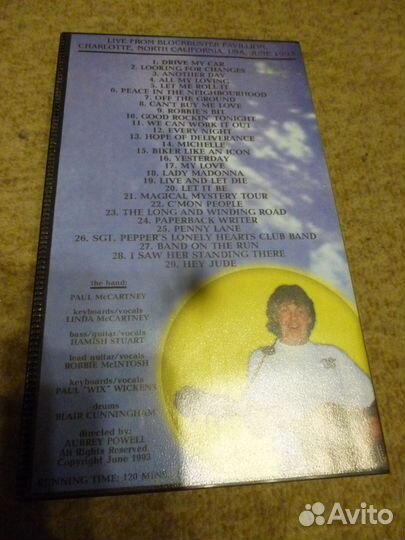 LIVE FROM BLOCKBUSTER PAVILLION,
CHARLOTTE, NORTH CALIFORNIA, USA, JUNE 1993
1. DRIVE MY CAR
2. LOOKING FOR CHANGES
3. ANOTHER DAY
4. ALL MY LOVING
5. LET ME ROLL IT
6. PEACE IN THE NEIGHBOURHOOD
7. OFF THE GROUND
8. CAN'T BUY ME LOVE
9. ROBBIE'S BIT
10. GOOD ROCKIN' TONIGHT
11. WE CAN WORK IT OUT
12. EVERY NIGHT
13. HOPE OF DELIVERANCE
14. MICHELLE
15. BIKER LIKE AN ICON
16. YESTERDAY
17. MY LOVE
18. LADY MADONNA
19. LIVE AND LET DIE
20. LET IT BE
21. MAGICAL MYSTERY TOUR
22. C'MON PEOPLE
23. THE LONG AND WINDING ROAD
24. PAPERBACK WRITER
25. PENNY LANE
26. SGT. PEPPER'S LONELY HEARTS CLUB BAND
27. BAND ON THE RUN
28. I SAW HER STANDING THERE
29. HEY JUDE
the band:
PAUL McCARTNEY
keyboards/vocals
LINDA McCARTNEY
bass/guitar/vocals
HAMISH STUART
lead guitar/vocals
ROBBIE McINTOSH
keyboards/vocals
PAUL "WIX" WICKENS
drums
BLAIR CUNNINGHAM
directed by:
AUBREY POWELL
All Rights Reserved.
Copyright June 1993
RUNNING TIME: 120 MINS
Avito